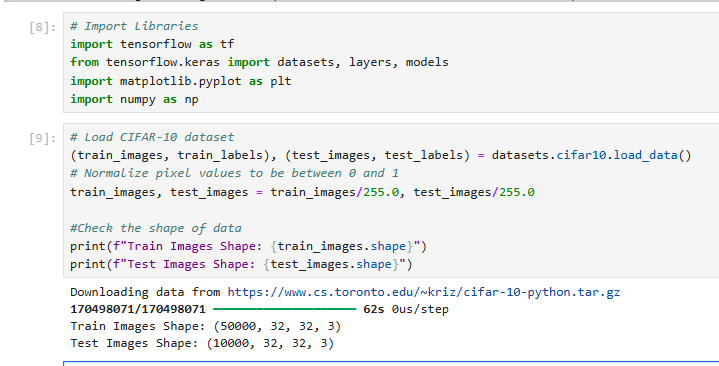 [8]:
# Import Libraries
import tensorflow as tf
from tensorflow.keras import datasets, layers, models
import matplotlib.pyplot as plt
import numpy as np
[9]:
# Load CIFAR-10 dataset
(train_images, train_labels), (test_images, test_labels) = datasets.cifar10.load_data()
# Normalize pixel values to be between 0 and 1
train_images, test_images = train_images/255.0, test_images/255.0
#Check the shape of data
print(f"Train Images Shape: {train_images.shape}")
print(f"Test Images Shape: {test_images.shape}")
Downloading data from https://www.cs.toronto.edu/~kriz/cifar-10-python.tar.gz
170498071/170498071 ━━━━━━━━━━━━━━━━━━━━ 62s 0us/step
Train Images Shape: (50000, 32, 32, 3)
Test Images Shape: (10000, 32, 32, 3)